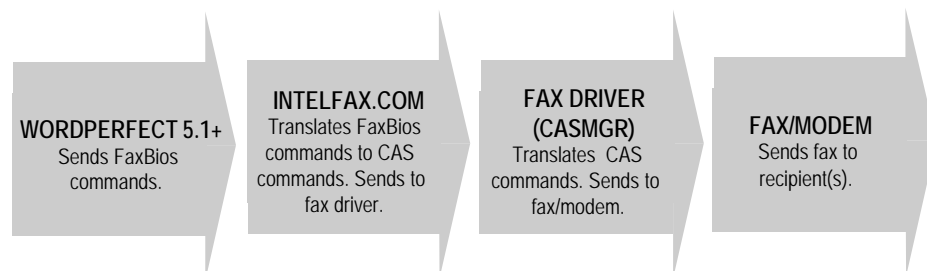 WORDPERFECT 5.1+
Sends FaxBios
commands.
INTELFAX.COM
Translates FaxBios
commands to CAS
commands. Sends to
fax driver.
FAX DRIVER
(CASMGR)
Translates CAS
commands. Sends to
fax/modem.
FAX/MODEM
Sends fax to
recipient(s).